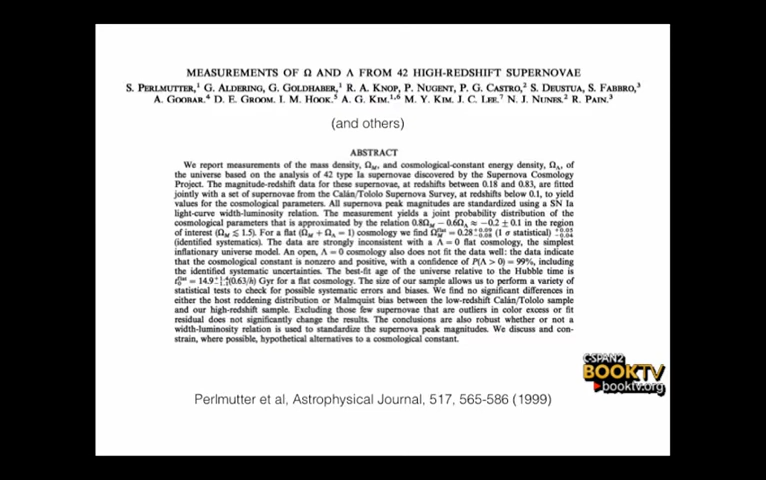 MEASUREMENTS OF Ω AND Λ FROM 42 HIGH-REDSHIFT SUPERNOVAE
S. PERLMUTTER,¹ G. ALDERING, G. GOLDHABER,¹ R. A. KNOP, P. NUGENT, P. G. CASTRO,² S. DEUSTUA, S. FABBRO,³
A. GOOBAR,⁴ D. E. GROOM, I. M. HOOK,⁵ A. G. KIM,¹,⁶ M. Y. KIM, J. C. LEE,⁷ N. J. NUNES,² R. PAIN,³
(and others)
ABSTRACT
We report measurements of the mass density, Ω_M, and cosmological-constant energy density, Ω_Λ, of
the universe based on the analysis of 42 type Ia supernovae discovered by the Supernova Cosmology
Project. The magnitude-redshift data for these supernovae, at redshifts between 0.18 and 0.83, are fitted
jointly with a set of supernovae from the Calán/Tololo Supernova Survey, at redshifts below 0.1, to yield
values for the cosmological parameters. All supernova peak magnitudes are standardized using a SN Ia
light-curve width-luminosity relation. The measurement yields a joint probability distribution of the
cosmological parameters that is approximated by the relation 0.8Ω_M − 0.6Ω_Λ ≈ −0.2 ± 0.1 in the region
of interest (Ω_M ≲ 1.5). For a flat (Ω_M + Ω_Λ = 1) cosmology we find = 0.28 (1 σ statistical)
(identified systematics). The data are strongly inconsistent with a Λ = 0 flat cosmology, the simplest
inflationary universe model. An open, Λ = 0 cosmology also does not fit the data well: the data indicate
that the cosmological constant is nonzero and positive, with a confidence of P(Λ > 0) = 99%, including
the identified systematic uncertainties. The best-fit age of the universe relative to the Hubble time is
= 14.9 (0.63/h) Gyr for a flat cosmology. The size of our sample allows us to perform a variety of
statistical tests to check for possible systematic errors and biases. We find no significant differences in
either the host reddening distribution or Malmquist bias between the low-redshift Calán/Tololo sample
and our high-redshift sample. Excluding those few supernovae that are outliers in color excess or fit
residual does not significantly change the results. The conclusions are also robust whether or not a
width-luminosity relation is used to standardize the supernova peak magnitudes. We discuss and con-
strain, where possible, hypothetical alternatives to a cosmological constant.
C-SPAN2
BOOKTV
booktv.org
Perlmutter et al, Astrophysical Journal, 517, 565-586 (1999)